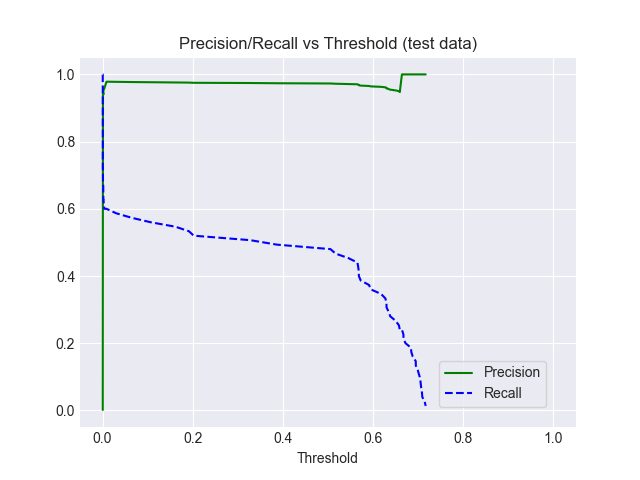 Precision/Recall vs Threshold (test data)
1.0
0.8
0.6
0.4
0.2
0.0
Precision
Recall
0.0 0.2 0.4 0.6 0.8 1.0
Threshold